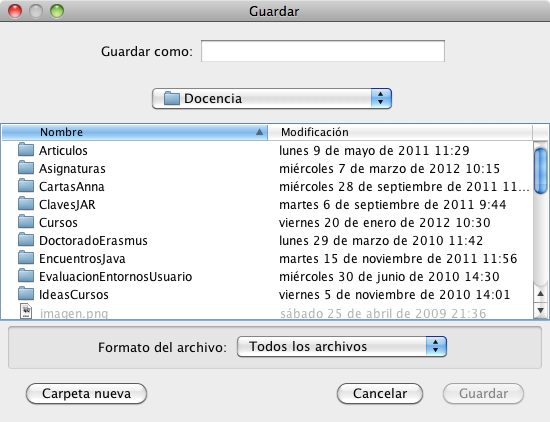 Guardar
Guardar como:
Docencia
Nombre Modificación
Articulos lunes 9 de mayo de 2011 11:29
Asignaturas miércoles 7 de marzo de 2012 10:15
CartasAnna miércoles 28 de septiembre de 2011 11...
ClavesJAR martes 6 de septiembre de 2011 9:44
Cursos viernes 20 de enero de 2012 10:30
DoctoradoErasmus lunes 29 de marzo de 2010 11:42
EncuentrosJava martes 15 de noviembre de 2011 11:56
EvaluacionEntornosUsuario miércoles 30 de junio de 2010 14:30
IdeasCursos viernes 5 de noviembre de 2010 14:01
imagen.png sábado 25 de abril de 2009 21:36
Formato del archivo: Todos los archivos
Carpeta nueva Cancelar Guardar